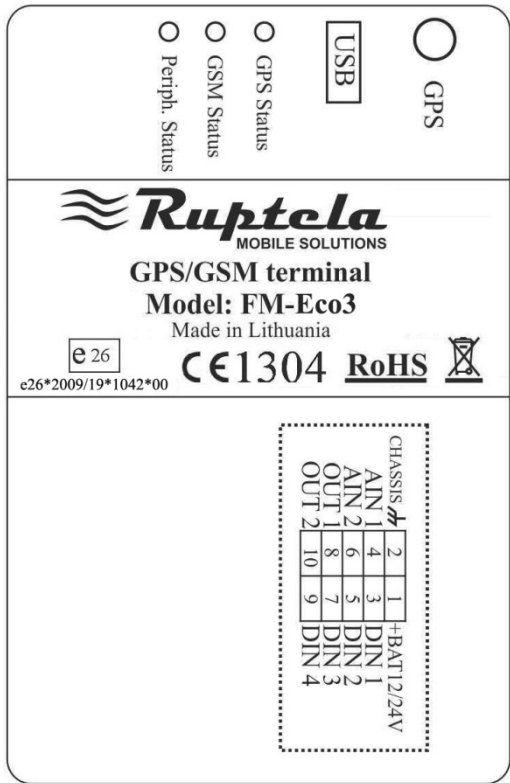 GPS
USB
GPS Status
GSM Status
Periph. Status
Ruptela
MOBILE SOLUTIONS
GPS/GSM terminal
Model: FM-Eco3
Made in Lithuania
e 26
e26*2009/19*1042*00
CE1304 RoHS
CHASSIS 2 1 +BAT12/24V
AIN 1 4 3 DIN 1
AIN 2 6 5 DIN 2
OUT 1 8 7 DIN 3
OUT 2 10 9 DIN 4